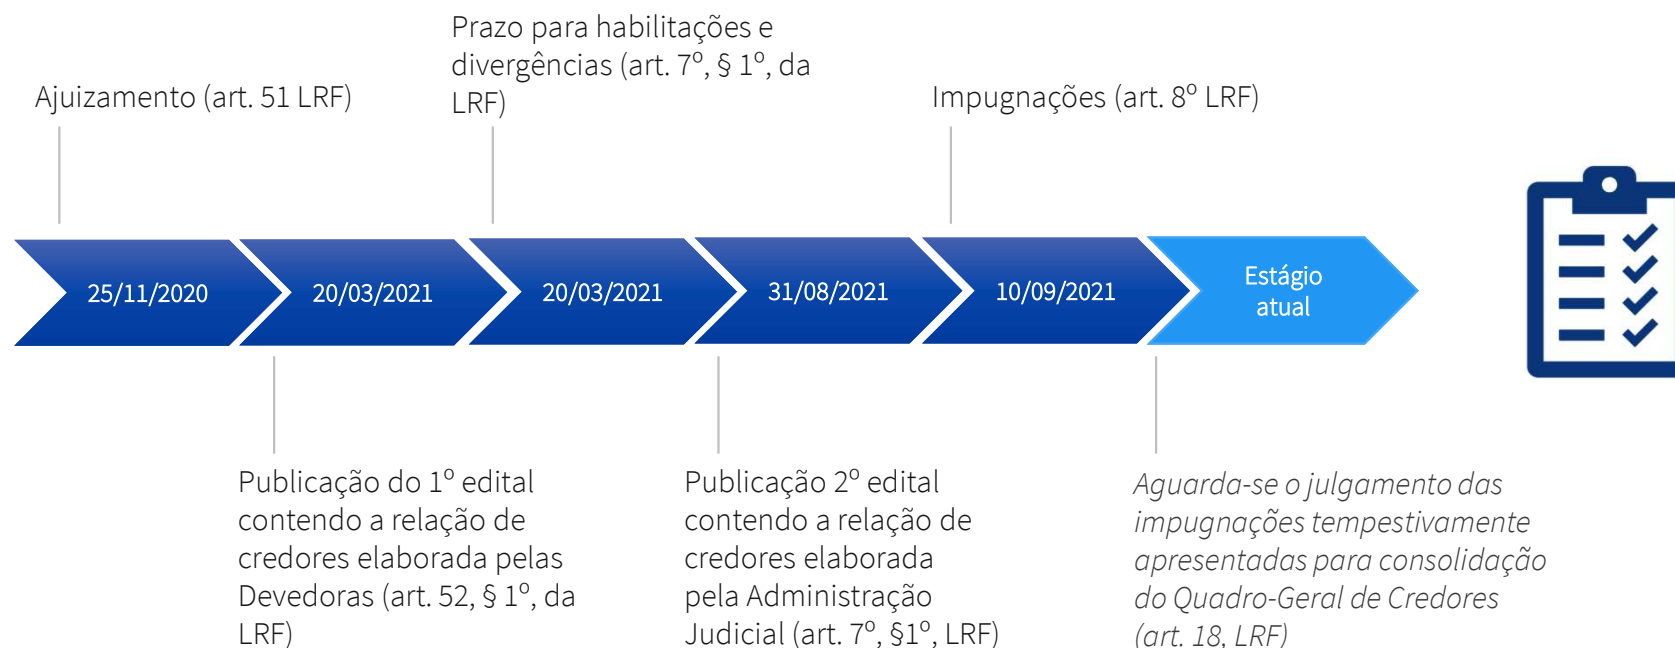 Prazo para habilitações e
divergências (art. 7º, § 1º, da
LRF)
Ajuizamento (art. 51 LRF)
Impugnações (art. 8º LRF)
25/11/2020
20/03/2021
20/03/2021
31/08/2021
10/09/2021
Estágio
atual
Publicação do 1º edital
contendo a relação de
credores elaborada pelas
Devedoras (art. 52, § 1º, da
LRF)
Publicação 2º edital
contendo a relação de
credores elaborada
pela Administração
Judicial (art. 7º, §1º, LRF)
Aguarda-se o julgamento das
impugnações tempestivamente
apresentadas para consolidação
do Quadro-Geral de Credores
(art. 18, LRF)